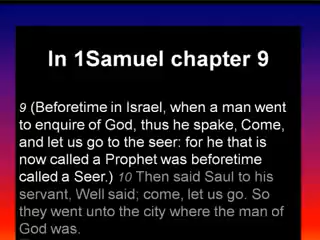 In 1Samuel chapter 9
9 (Beforetime in Israel, when a man went
to enquire of God, thus he spake, Come,
and let us go to the seer: for he that is
now called a Prophet was beforetime
called a Seer.) 10 Then said Saul to his
servant, Well said; come, let us go. So
they went unto the city where the man of
God was.